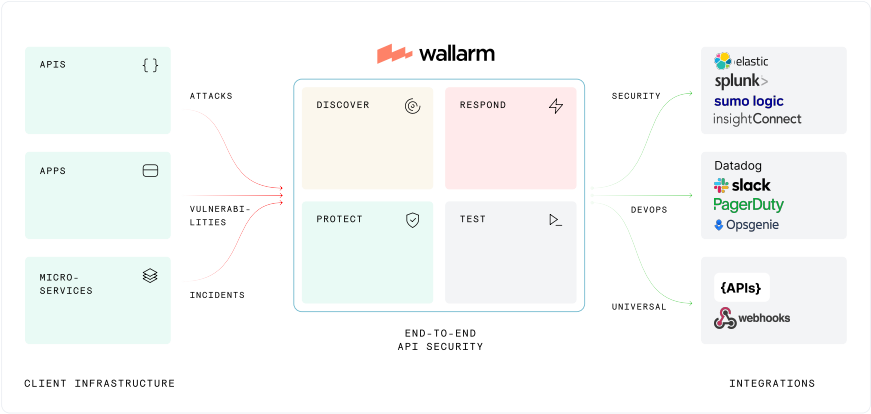 wallarm
APIS
{ }
APPS
MICRO-
SERVICES
CLIENT INFRASTRUCTURE
ATTACKS
VULNERABI-
LITIES
INCIDENTS
DISCOVER
RESPOND
PROTECT
TEST
END-TO-END
API SECURITY
SECURITY
DEVOPS
UNIVERSAL
elastic
splunk>
sumo logic
insightConnect
Datadog
slack
PagerDuty
Opsgenie
{APIs}
webhooks
INTEGRATIONS